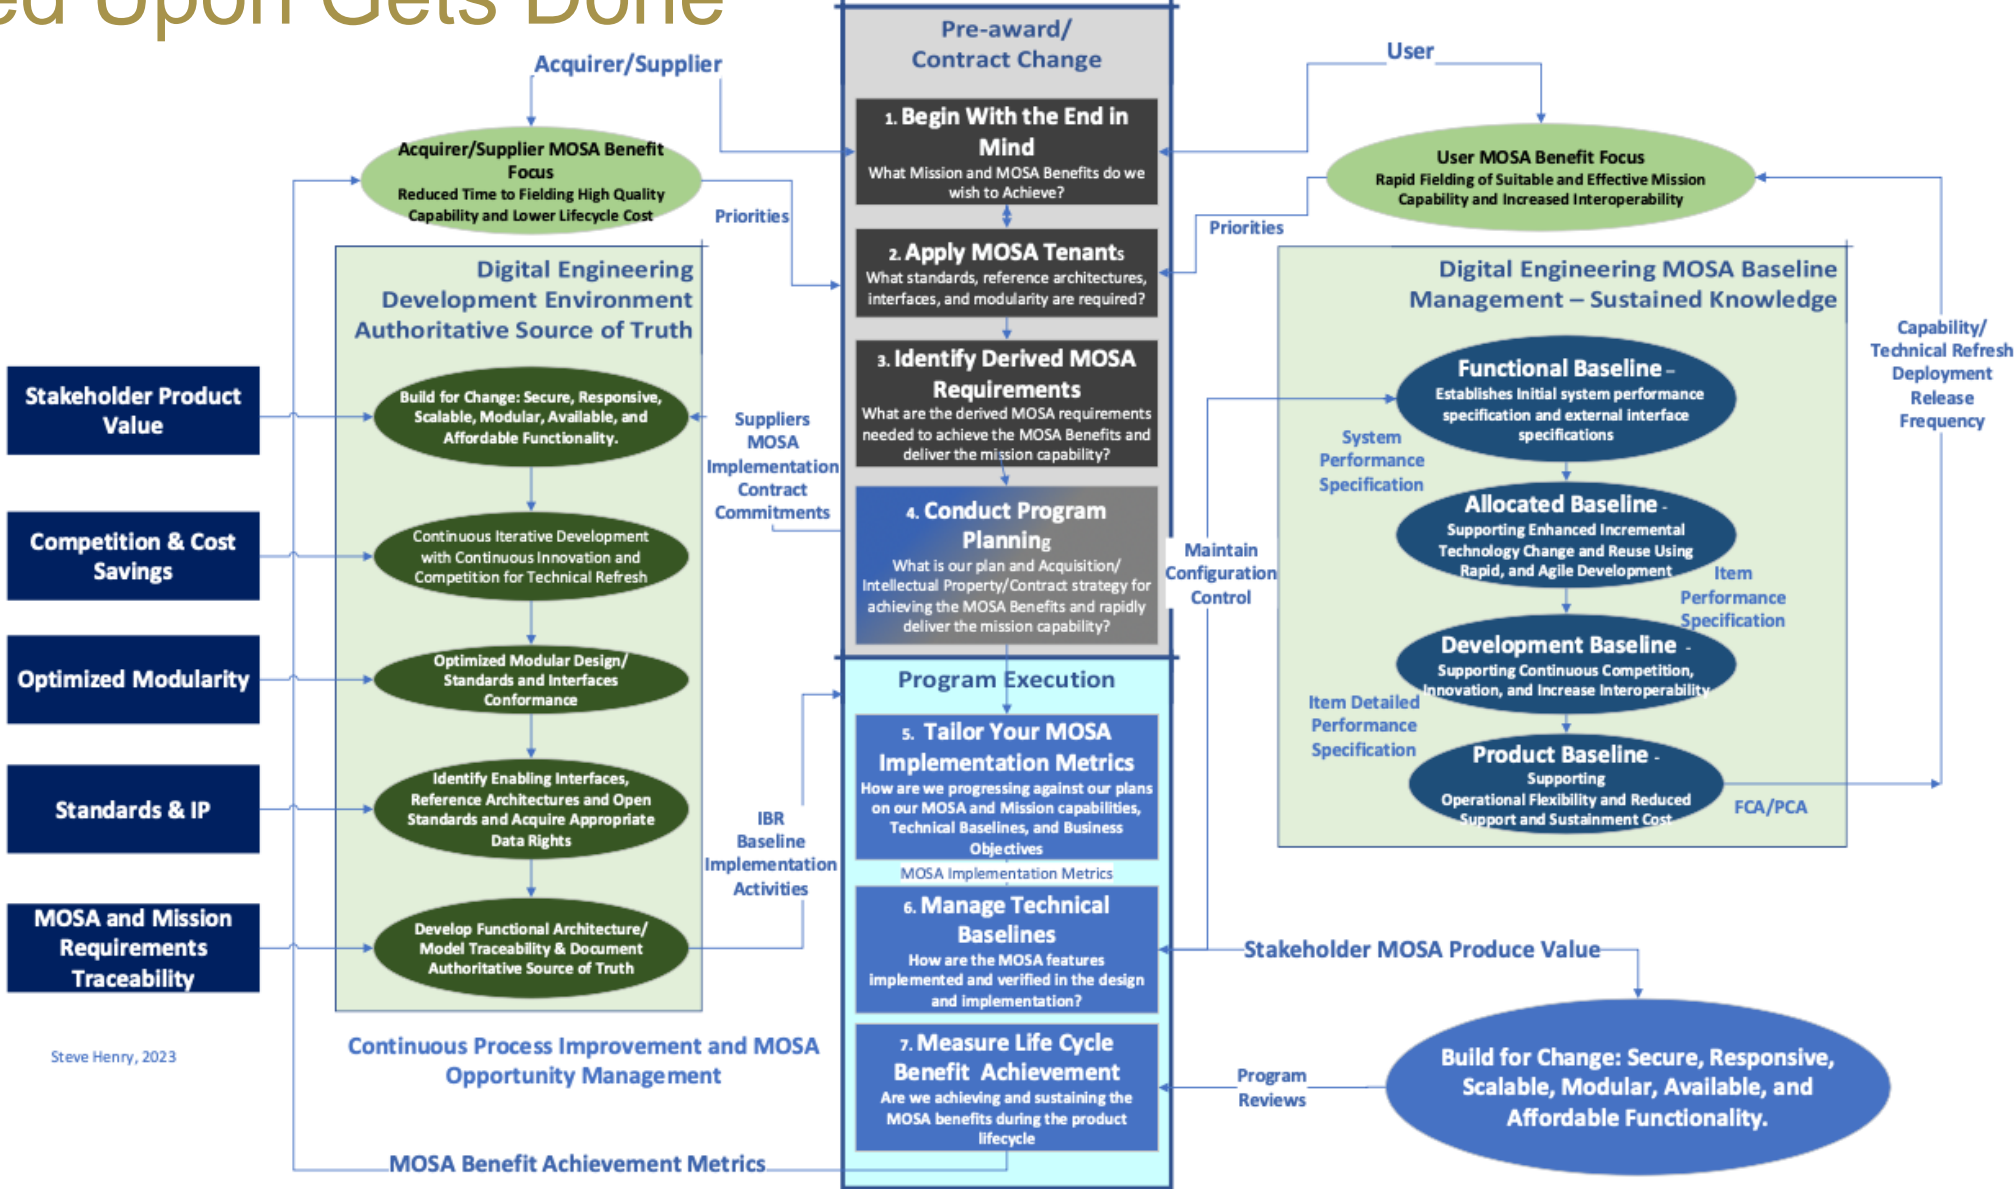 ed Upon Gets Done
Pre-award/
Contract Change
Acquirer/Supplier
User
1. Begin With the End in
Mind
What Mission and MOSA Benefits do we
wish to Achieve?
Acquirer/Supplier MOSA Benefit
Focus
Reduced Time to Fielding High Quality
Capability and Lower Lifecycle Cost
User MOSA Benefit Focus
Rapid Fielding of Suitable and Effective Mission
Capability and Increased Interoperability
Priorities
Priorities
2. Apply MOSA Tenants
What standards, reference architectures,
interfaces, and modularity are required?
3. Identify Derived MOSA
Requirements
What are the derived MOSA requirements
needed to achieve the MOSA Benefits and
deliver the mission capability?
4. Conduct Program
Planning
What is our plan and Acquisition/
Intellectual Property/Contract strategy for
achieving the MOSA Benefits and rapidly
deliver the mission capability?
Digital Engineering
Development Environment
Authoritative Source of Truth
Stakeholder Product
Value
Build for Change: Secure, Responsive,
Scalable, Modular, Available, and
Affordable Functionality.
Suppliers
MOSA
Implementation
Contract
Commitments
Competition & Cost
Savings
Continuous Iterative Development
with Continuous Innovation and
Competition for Technical Refresh
Optimized Modularity
Optimized Modular Design/
Standards and Interfaces
Conformance
Standards & IP
Identify Enabling Interfaces,
Reference Architectures and Open
Standards and Acquire Appropriate
Data Rights
IBR
Baseline
Implementation
Activities
MOSA and Mission
Requirements
Traceability
Develop Functional Architecture/
Model Traceability & Document
Authoritative Source of Truth
Steve Henry, 2023
Continuous Process Improvement and MOSA
Opportunity Management
MOSA Benefit Achievement Metrics
Program Execution
5. Tailor Your MOSA
Implementation Metrics
How are we progressing against our plans
on our MOSA and Mission capabilities,
Technical Baselines, and Business
Objectives
MOSA Implementation Metrics
6. Manage Technical
Baselines
How are the MOSA features
implemented and verified in the design
and implementation?
7. Measure Life Cycle
Benefit Achievement
Are we achieving and sustaining the
MOSA benefits during the product
lifecycle
Maintain
Configuration
Control
Digital Engineering MOSA Baseline
Management – Sustained Knowledge
Functional Baseline –
Establishes Initial system performance
specification and external interface
specifications
System
Performance
Specification
Allocated Baseline -
Supporting Enhanced Incremental
Technology Change and Reuse Using
Rapid, and Agile Development
Item
Performance
Specification
Development Baseline -
Supporting Continuous Competition,
Innovation, and Increase Interoperability
Item Detailed
Performance
Specification
Product Baseline -
Supporting
Operational Flexibility and Reduced
Support and Sustainment Cost
FCA/PCA
Capability/
Technical Refresh
Deployment
Release
Frequency
Stakeholder MOSA Produce Value
Build for Change: Secure, Responsive,
Scalable, Modular, Available, and
Affordable Functionality.
Program
Reviews